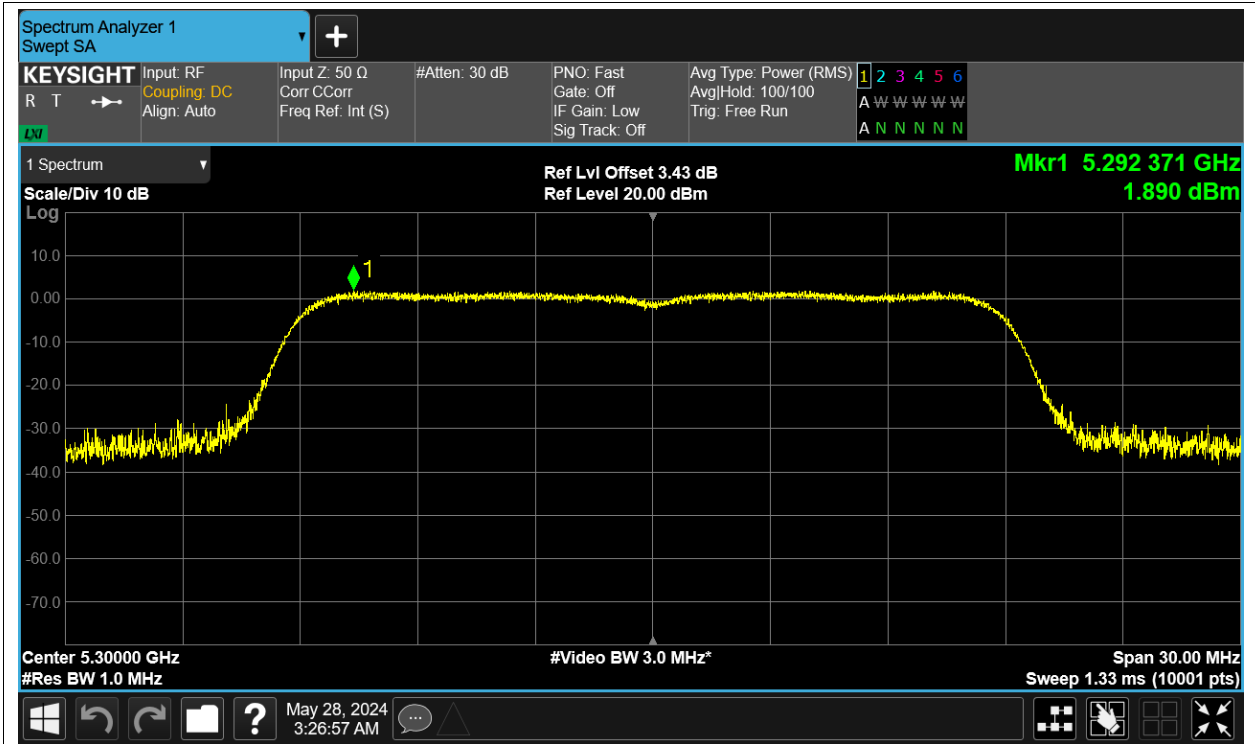 Spectrum Analyzer 1
Swept SA
KEYSIGHT
R T
LXI
Input: RF
Coupling: DC
Align: Auto
Input Z: 50 Ω
Corr CCorr
Freq Ref: Int (S)
#Atten: 30 dB
PNO: Fast
Gate: Off
IF Gain: Low
Sig Track: Off
Avg Type: Power (RMS)
Avg|Hold: 100/100
Trig: Free Run
1 2 3 4 5 6
A W W W W W
A N N N N N
1 Spectrum
Scale/Div 10 dB
Log
Ref Lvl Offset 3.43 dB
Ref Level 20.00 dBm
Mkr1 5.292 371 GHz
1.890 dBm
1
10.0
0.00
-10.0
-20.0
-30.0
-40.0
-50.0
-60.0
-70.0
Center 5.30000 GHz
#Res BW 1.0 MHz
#Video BW 3.0 MHz*
Span 30.00 MHz
Sweep 1.33 ms (10001 pts)
?
May 28, 2024
3:26:57 AM